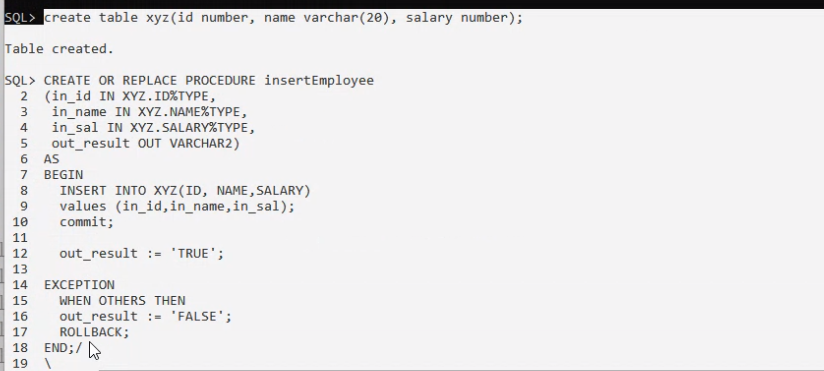 SQL> create table xyz(id number, name varchar(20), salary number);
Table created.
SQL> CREATE OR REPLACE PROCEDURE insertEmployee
2 (in_id IN XYZ.ID%TYPE,
3 in_name IN XYZ.NAME%TYPE,
4 in_sal IN XYZ.SALARY%TYPE,
5 out_result OUT VARCHAR2)
6 AS
7 BEGIN
8 INSERT INTO XYZ(ID, NAME,SALARY)
9 values (in_id,in_name,in_sal);
10 commit;
11
12 out_result := 'TRUE';
13
14 EXCEPTION
15 WHEN OTHERS THEN
16 out_result := 'FALSE';
17 ROLLBACK;
18 END;/
19 \